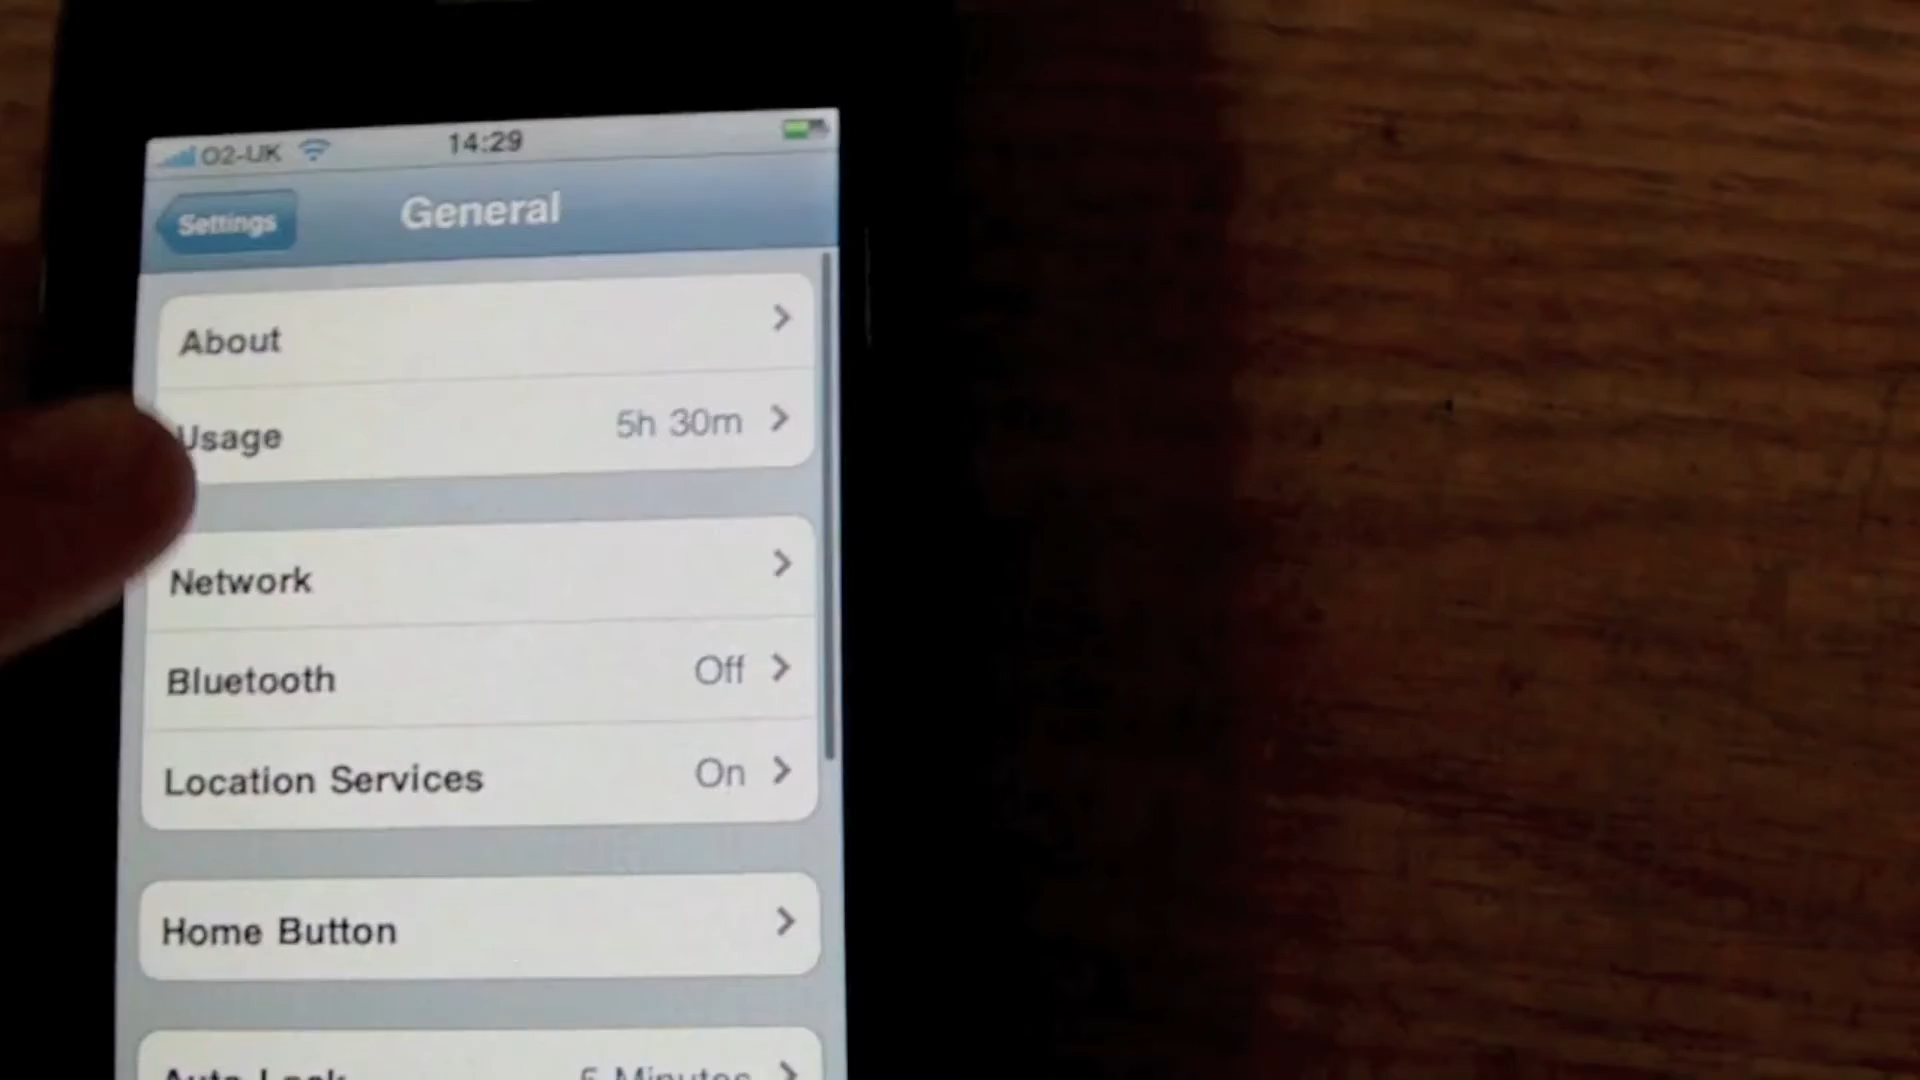 O2-UK 14:29
Settings General
About
Usage 5h 30m
Network
Bluetooth Off
Location Services On
Home Button
Auto-Lock 5 Minutes